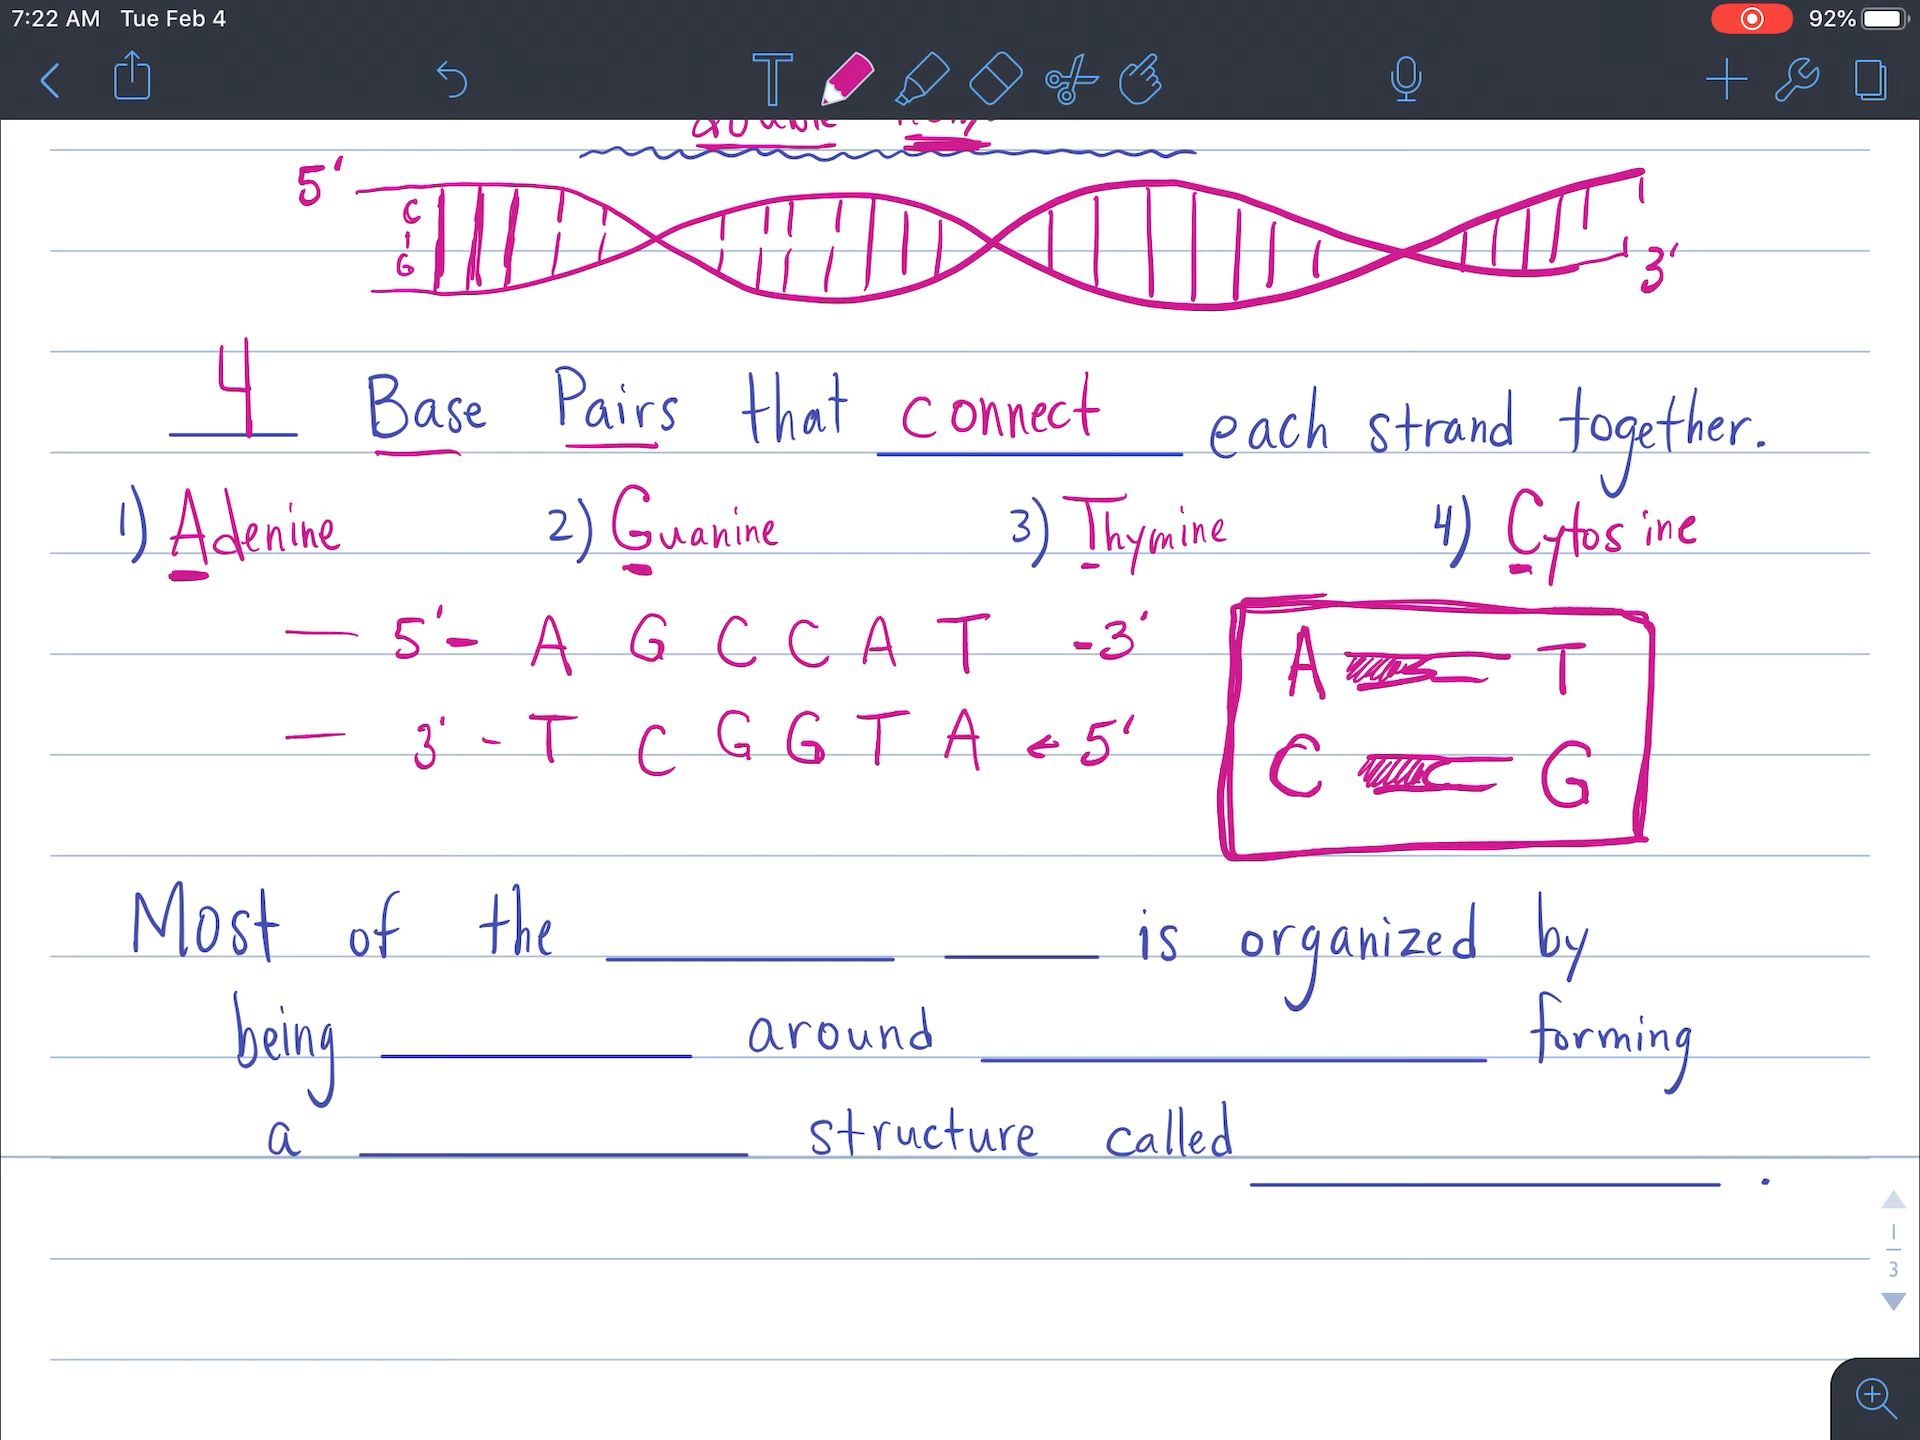 7:22 AM Tue Feb 4 92%
T
double
5'
C
G
3'
4 Base Pairs that connect each strand together.
1) Adenine 2) Guanine 3) Thymine 4) Cytosine
— 5'- A G C C A T -3'
— 3' - T C G G T A ← 5'
A T
C G
Most of the is organized by
being around forming
a structure called .
1
3